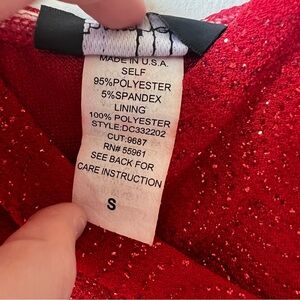 MADE IN U.S.A.
SELF
95%POLYESTER
5%SPANDEX
LINING
100% POLYESTER
STYLE:DC332202
CUT:9687
RN# 55961
SEE BACK FOR
CARE INSTRUCTION
S